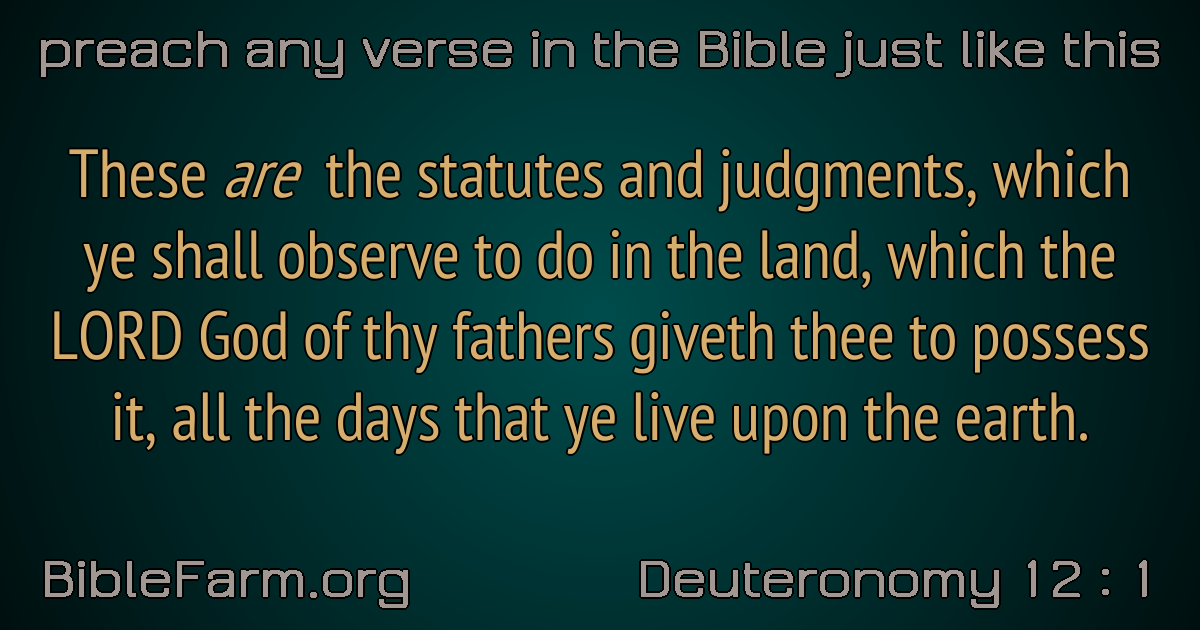 preach any verse in the Bible just like this
These are the statutes and judgments, which
ye shall observe to do in the land, which the
LORD God of thy fathers giveth thee to possess
it, all the days that ye live upon the earth.
BibleFarm.org
Deuteronomy 12 : 1